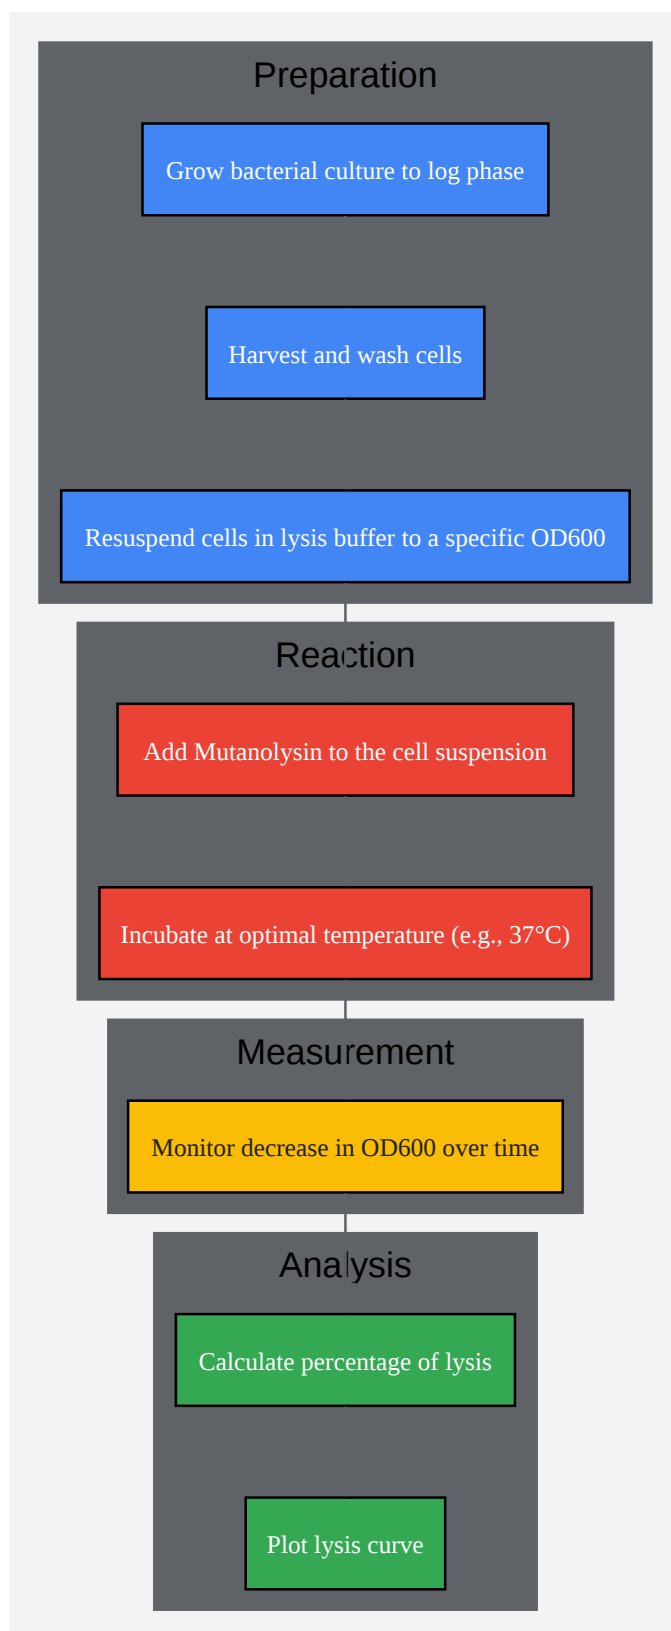 Preparation
Grow bacterial culture to log phase
Harvest and wash cells
Resuspend cells in lysis buffer to a specific OD600
Reaction
Add Mutanolysin to the cell suspension
Incubate at optimal temperature (e.g., 37°C)
Measurement
Monitor decrease in OD600 over time
Analysis
Calculate percentage of lysis
Plot lysis curve